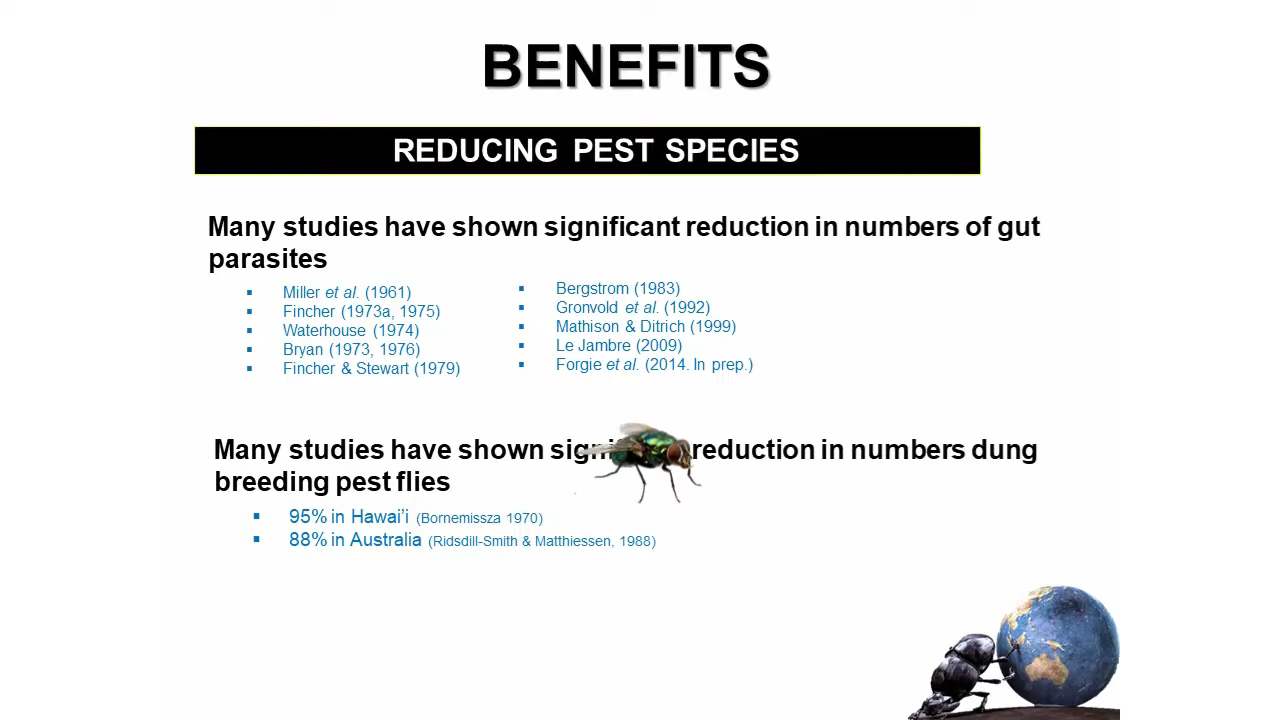 BENEFITS
REDUCING PEST SPECIES
Many studies have shown significant reduction in numbers of gut
parasites
▪ Miller et al. (1961)
▪ Fincher (1973a, 1975)
▪ Waterhouse (1974)
▪ Bryan (1973, 1976)
▪ Fincher & Stewart (1979)
▪ Bergstrom (1983)
▪ Gronvold et al. (1992)
▪ Mathison & Ditrich (1999)
▪ Le Jambre (2009)
▪ Forgie et al. (2014. In prep.)
Many studies have shown reduction in numbers dung
breeding pest flies
▪ 95% in Hawai’i (Bornemissza 1970)
▪ 88% in Australia (Ridsdill-Smith & Matthiessen, 1988)